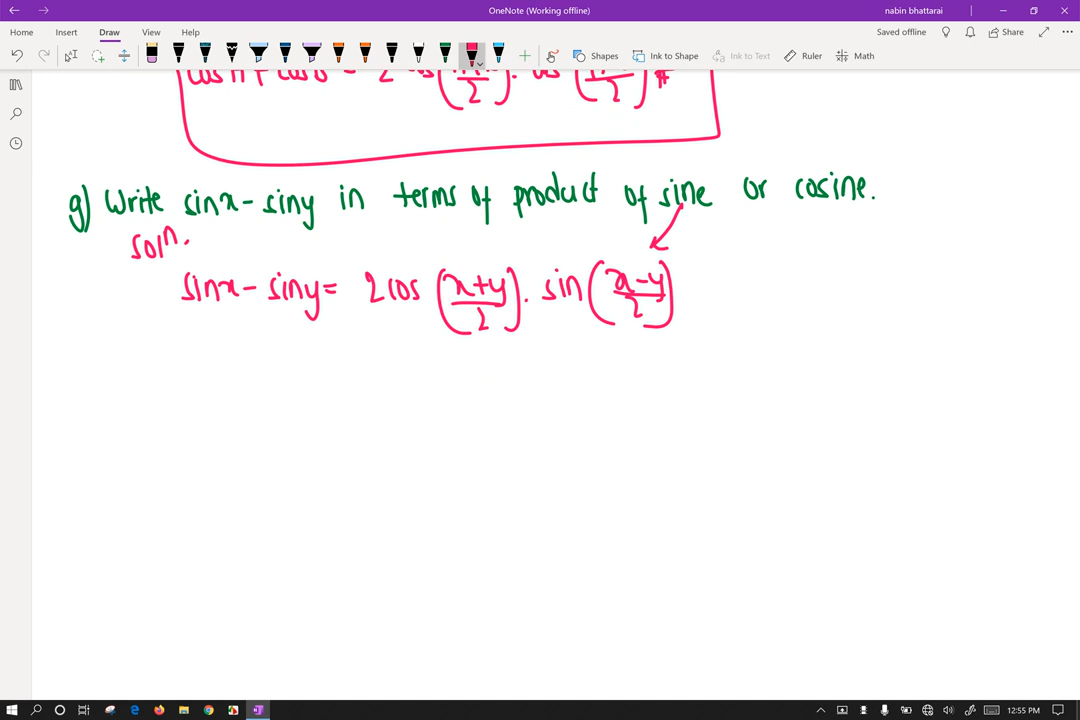 OneNote (Working offline)
nabin bhattarai
Home Insert Draw View Help
Saved offline
Share
Shapes
Ink to Shape
Ink to Text
Ruler
Math
2
2
g) Write sinx - siny in terms of product of sine or cosine.
Soln.
sinx - siny = 2cos (x+y/2) . sin (x-y/2)
12:55 PM